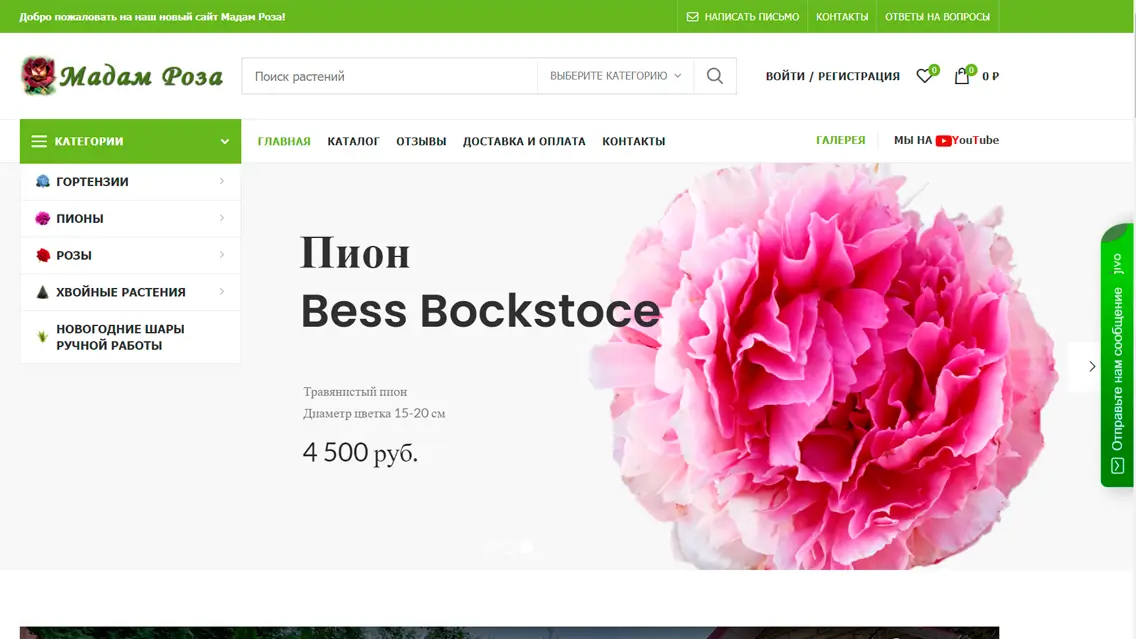 Добро пожаловать на наш новый сайт Мадам Роза!
НАПИСАТЬ ПИСЬМО
КОНТАКТЫ
ОТВЕТЫ НА ВОПРОСЫ
Мадам Роза
Поиск растений
ВЫБЕРИТЕ КАТЕГОРИЮ
ВОЙТИ / РЕГИСТРАЦИЯ
0
0
0 ₽
КАТЕГОРИИ
ГЛАВНАЯ
КАТАЛОГ
ОТЗЫВЫ
ДОСТАВКА И ОПЛАТА
КОНТАКТЫ
ГАЛЕРЕЯ
МЫ НА YouTube
ГОРТЕНЗИИ
ПИОНЫ
РОЗЫ
ХВОЙНЫЕ РАСТЕНИЯ
НОВОГОДНИЕ ШАРЫ
РУЧНОЙ РАБОТЫ
Пион
Bess Bockstoce
Травянистый пион
Диаметр цветка 15-20 см
4 500 руб.
Отправьте нам сообщение
jivo